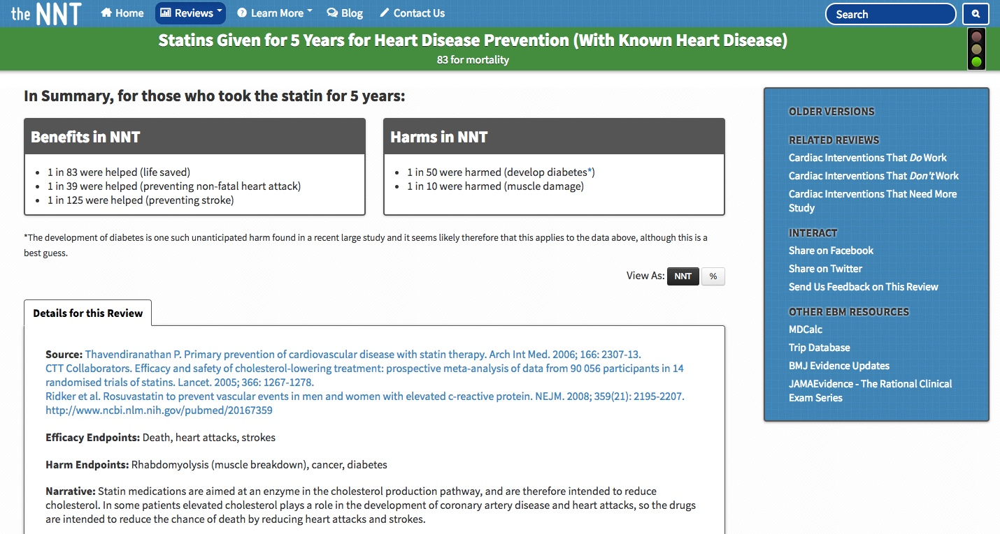 the NNT Home Reviews Learn More Blog Contact Us Search
Statins Given for 5 Years for Heart Disease Prevention (With Known Heart Disease)
83 for mortality
In Summary, for those who took the statin for 5 years:
Benefits in NNT
1 in 83 were helped (life saved)
1 in 39 were helped (preventing non-fatal heart attack)
1 in 125 were helped (preventing stroke)
Harms in NNT
1 in 50 were harmed (develop diabetes*)
1 in 10 were harmed (muscle damage)
*The development of diabetes is one such unanticipated harm found in a recent large study and it seems likely therefore that this applies to the data above, although this is a
best guess.
View As: NNT %
Details for this Review
Source: Thavendiranathan P. Primary prevention of cardiovascular disease with statin therapy. Arch Int Med. 2006; 166: 2307-13.
CTT Collaborators. Efficacy and safety of cholesterol-lowering treatment: prospective meta-analysis of data from 90 056 participants in 14
randomised trials of statins. Lancet. 2005; 366: 1267-1278.
Ridker et al. Rosuvastatin to prevent vascular events in men and women with elevated c-reactive protein. NEJM. 2008; 359(21): 2195-2207.
http://www.ncbi.nlm.nih.gov/pubmed/20167359
Efficacy Endpoints: Death, heart attacks, strokes
Harm Endpoints: Rhabdomyolysis (muscle breakdown), cancer, diabetes
Narrative: Statin medications are aimed at an enzyme in the cholesterol production pathway, and are therefore intended to reduce
cholesterol. In some patients elevated cholesterol plays a role in the development of coronary artery disease and heart attacks, so the drugs
are intended to reduce the chance of death by reducing heart attacks and strokes.
OLDER VERSIONS
RELATED REVIEWS
Cardiac Interventions That Do Work
Cardiac Interventions That Don't Work
Cardiac Interventions That Need More
Study
INTERACT
Share on Facebook
Share on Twitter
Send Us Feedback on This Review
OTHER EBM RESOURCES
MDCalc
Trip Database
BMJ Evidence Updates
JAMAEvidence - The Rational Clinical
Exam Series